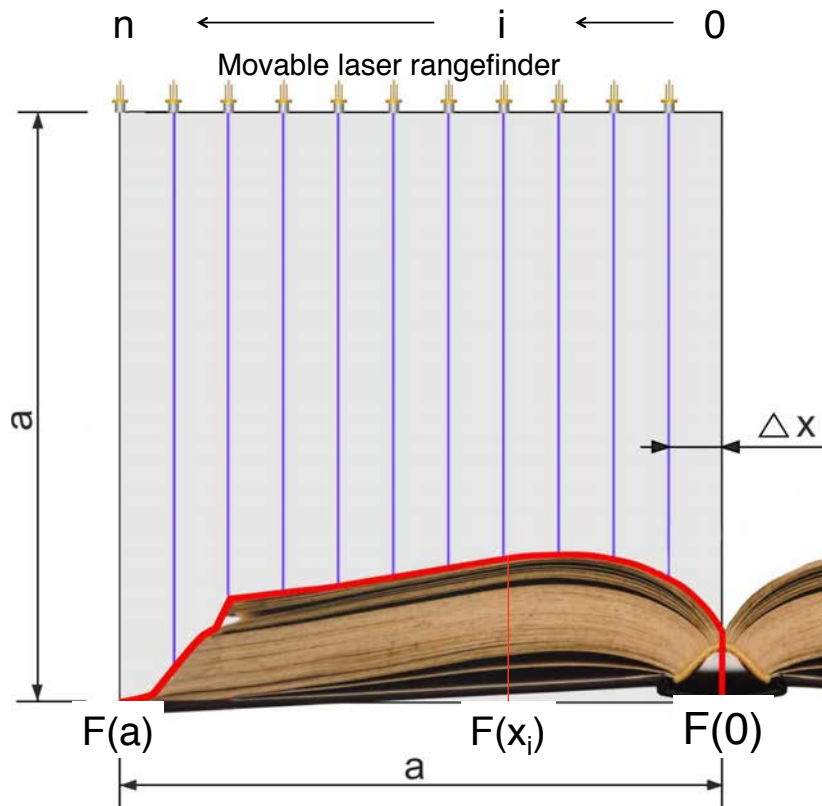 n i 0
Movable laser rangefinder
a
△ x
F(a) F(xᵢ) F(0)
a